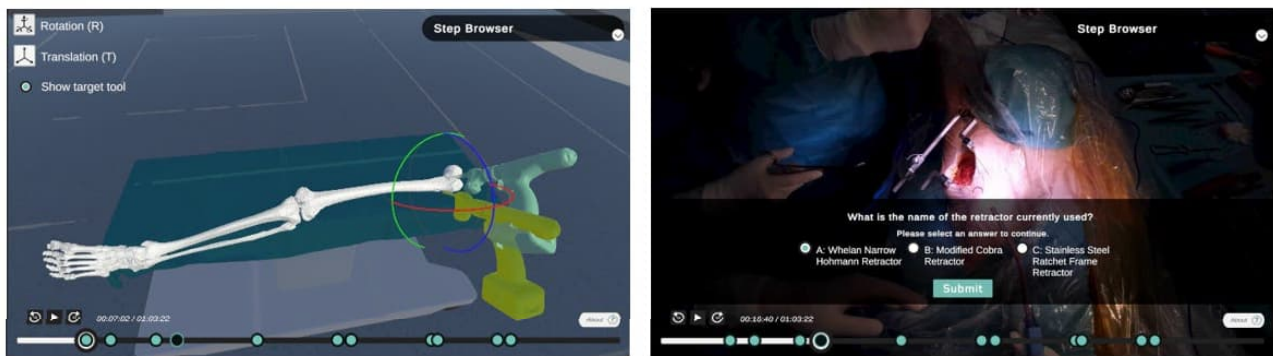 Rotation (R)
Step Browser
Translation (T)
Show target tool
00:07:02 / 01:03:22
About
Step Browser
What is the name of the retractor currently used?
Please select an answer to continue.
A: Whelan Narrow
Hohmann Retractor
B: Modified Cobra
Retractor
C: Stainless Steel
Ratchet Frame
Retractor
Submit
00:16:40 / 01:03:22
About